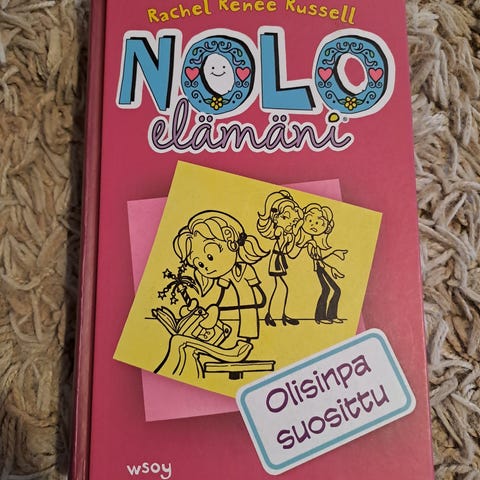 Rachel Renée Russell
NOLO
elämäni
Olisinpa
suosittu
wsoy